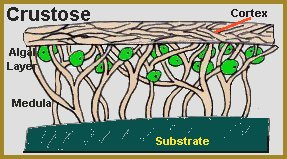 Crustose
Cortex
Algal
Layer
Medula
Substrate